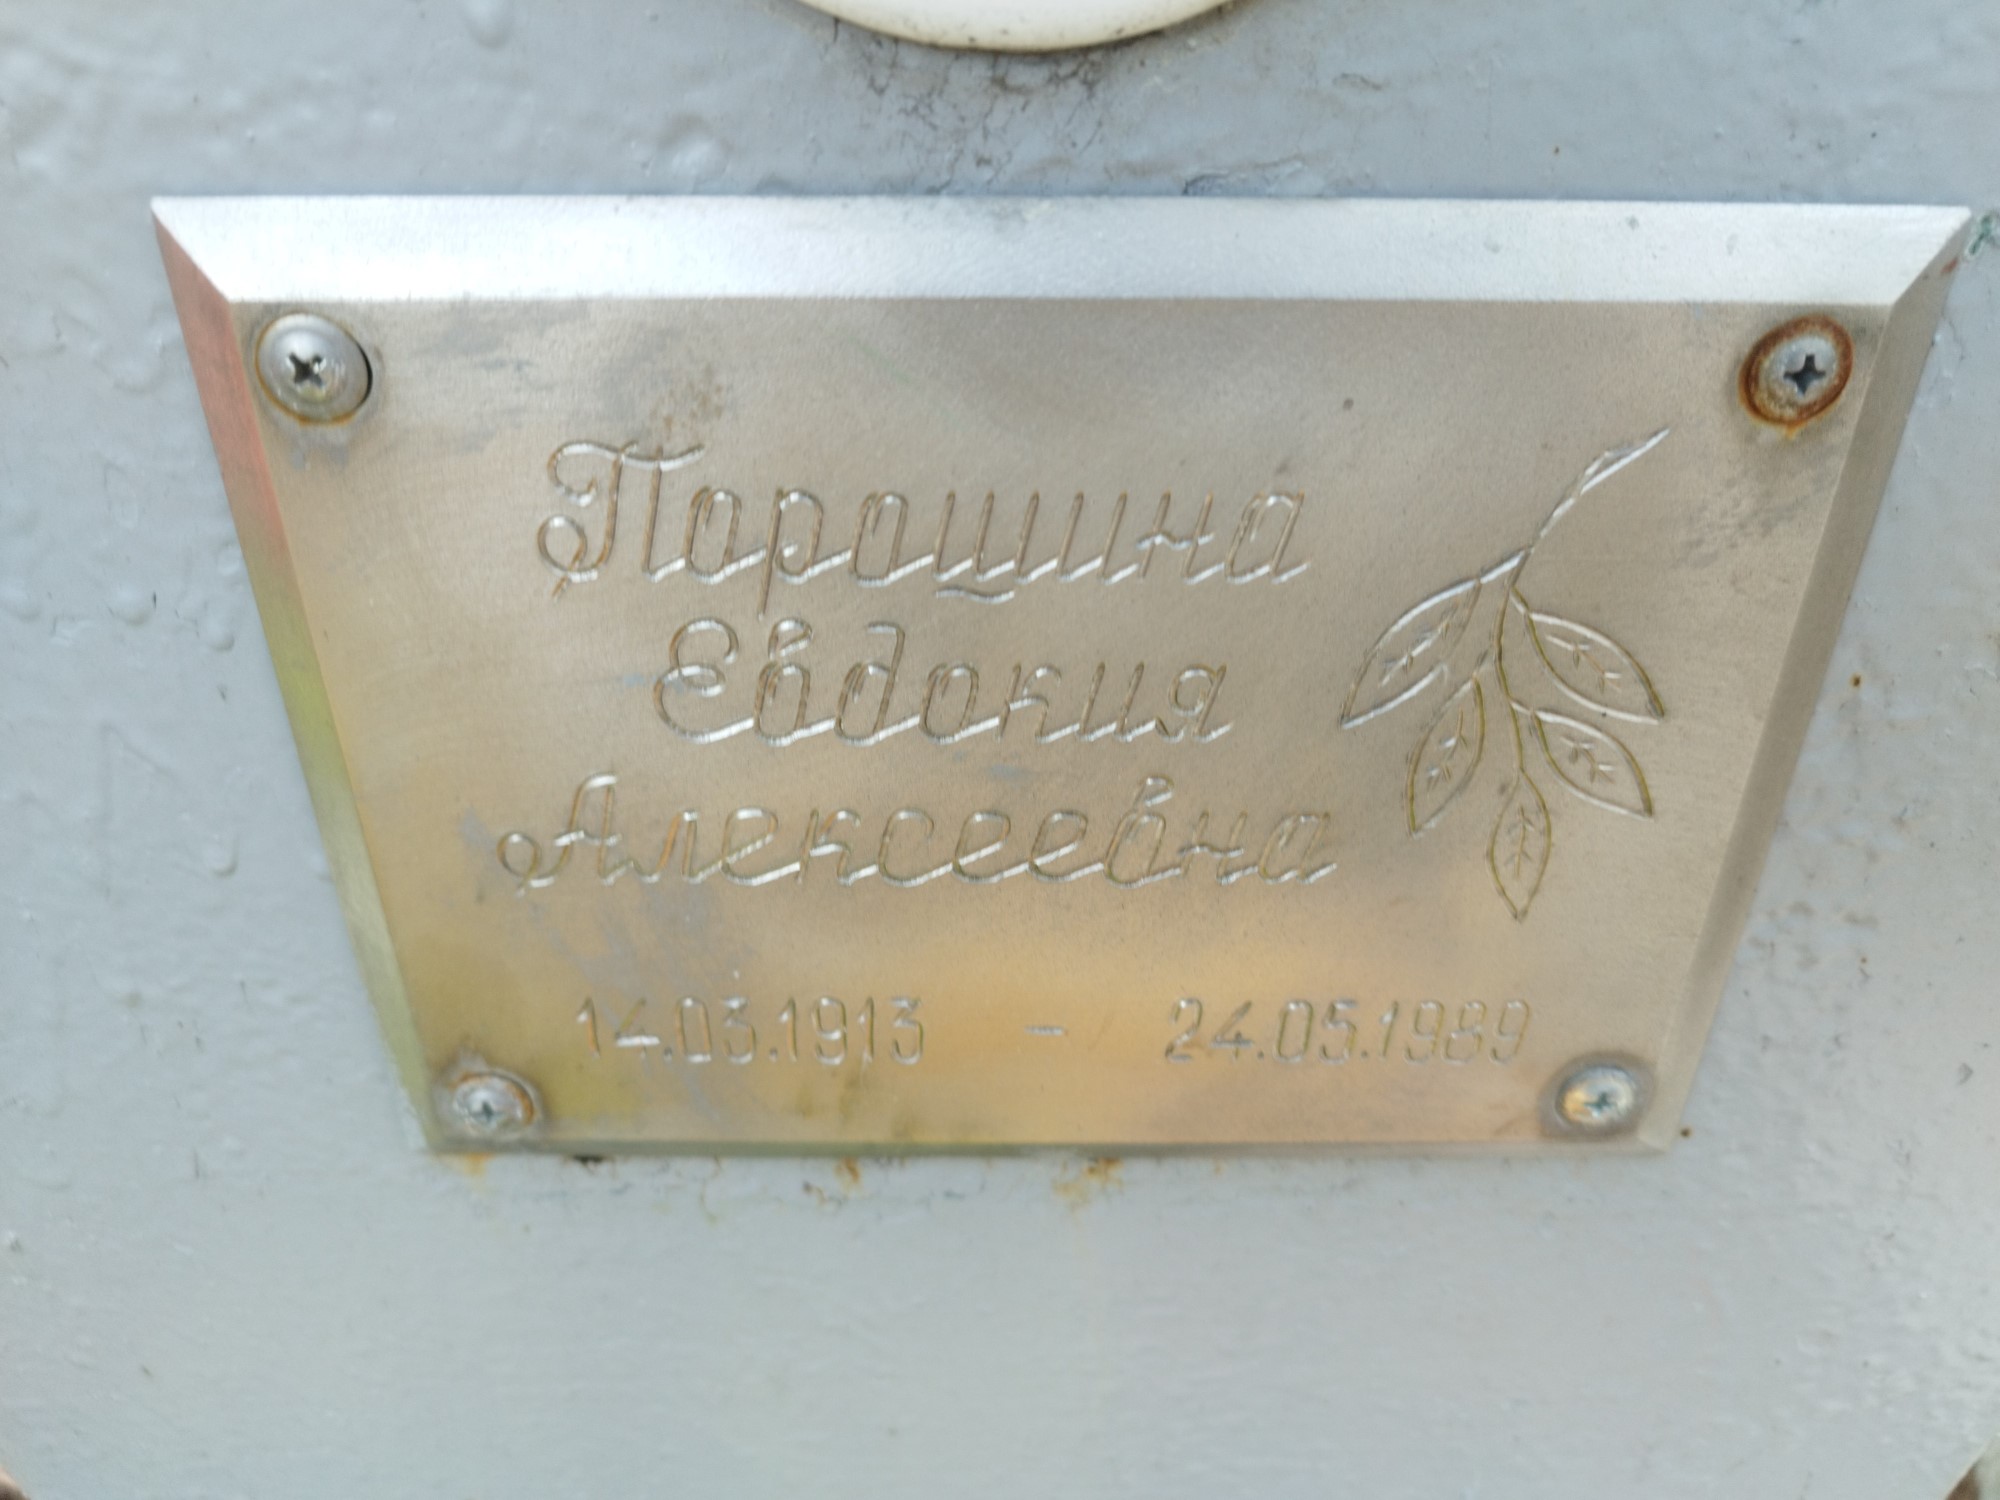 Порошина
Евдокия
Алексеевна
14.03.1913 - 24.05.1989